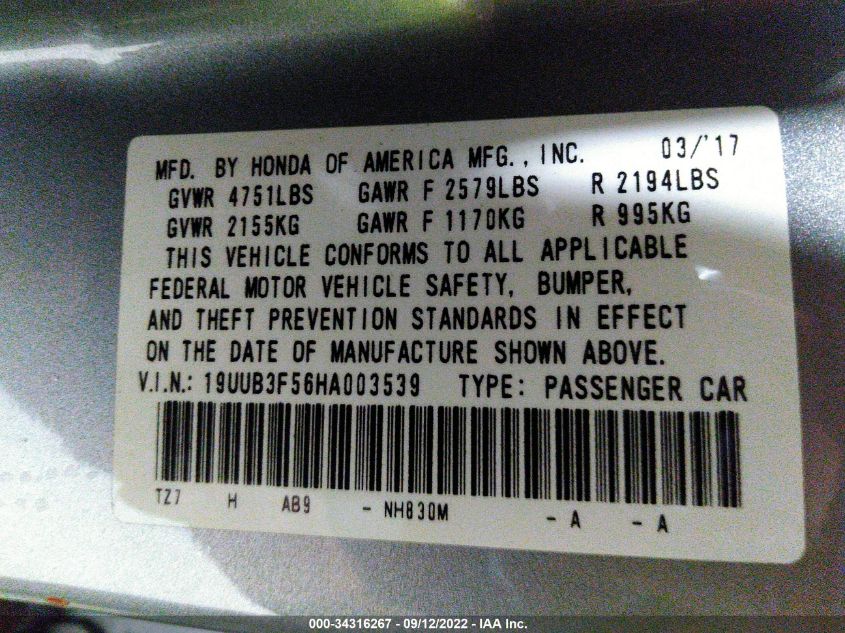 MFD. BY HONDA OF AMERICA MFG., INC. 03/'17
GVWR 4751LBS GAWR F 2579LBS R 2194LBS
GVWR 2155KG GAWR F 1170KG R 995KG
THIS VEHICLE CONFORMS TO ALL APPLICABLE
FEDERAL MOTOR VEHICLE SAFETY, BUMPER,
AND THEFT PREVENTION STANDARDS IN EFFECT
ON THE DATE OF MANUFACTURE SHOWN ABOVE.
V.I.N.: 19UUB3F56HA003539 TYPE: PASSENGER CAR
TZ7 H AB9 - NH830M - A - A
000-34316267 - 09/12/2022 - IAA Inc.